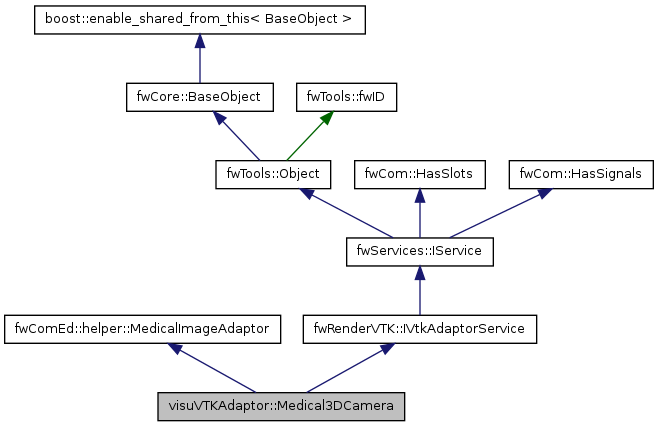 boost::enable_shared_from_this< BaseObject >
fwCore::BaseObject
fwTools::fwID
fwTools::Object
fwCom::HasSlots
fwCom::HasSignals
fwServices::IService
fwComEd::helper::MedicalImageAdaptor
fwRenderVTK::IVtkAdaptorService
visuVTKAdaptor::Medical3DCamera